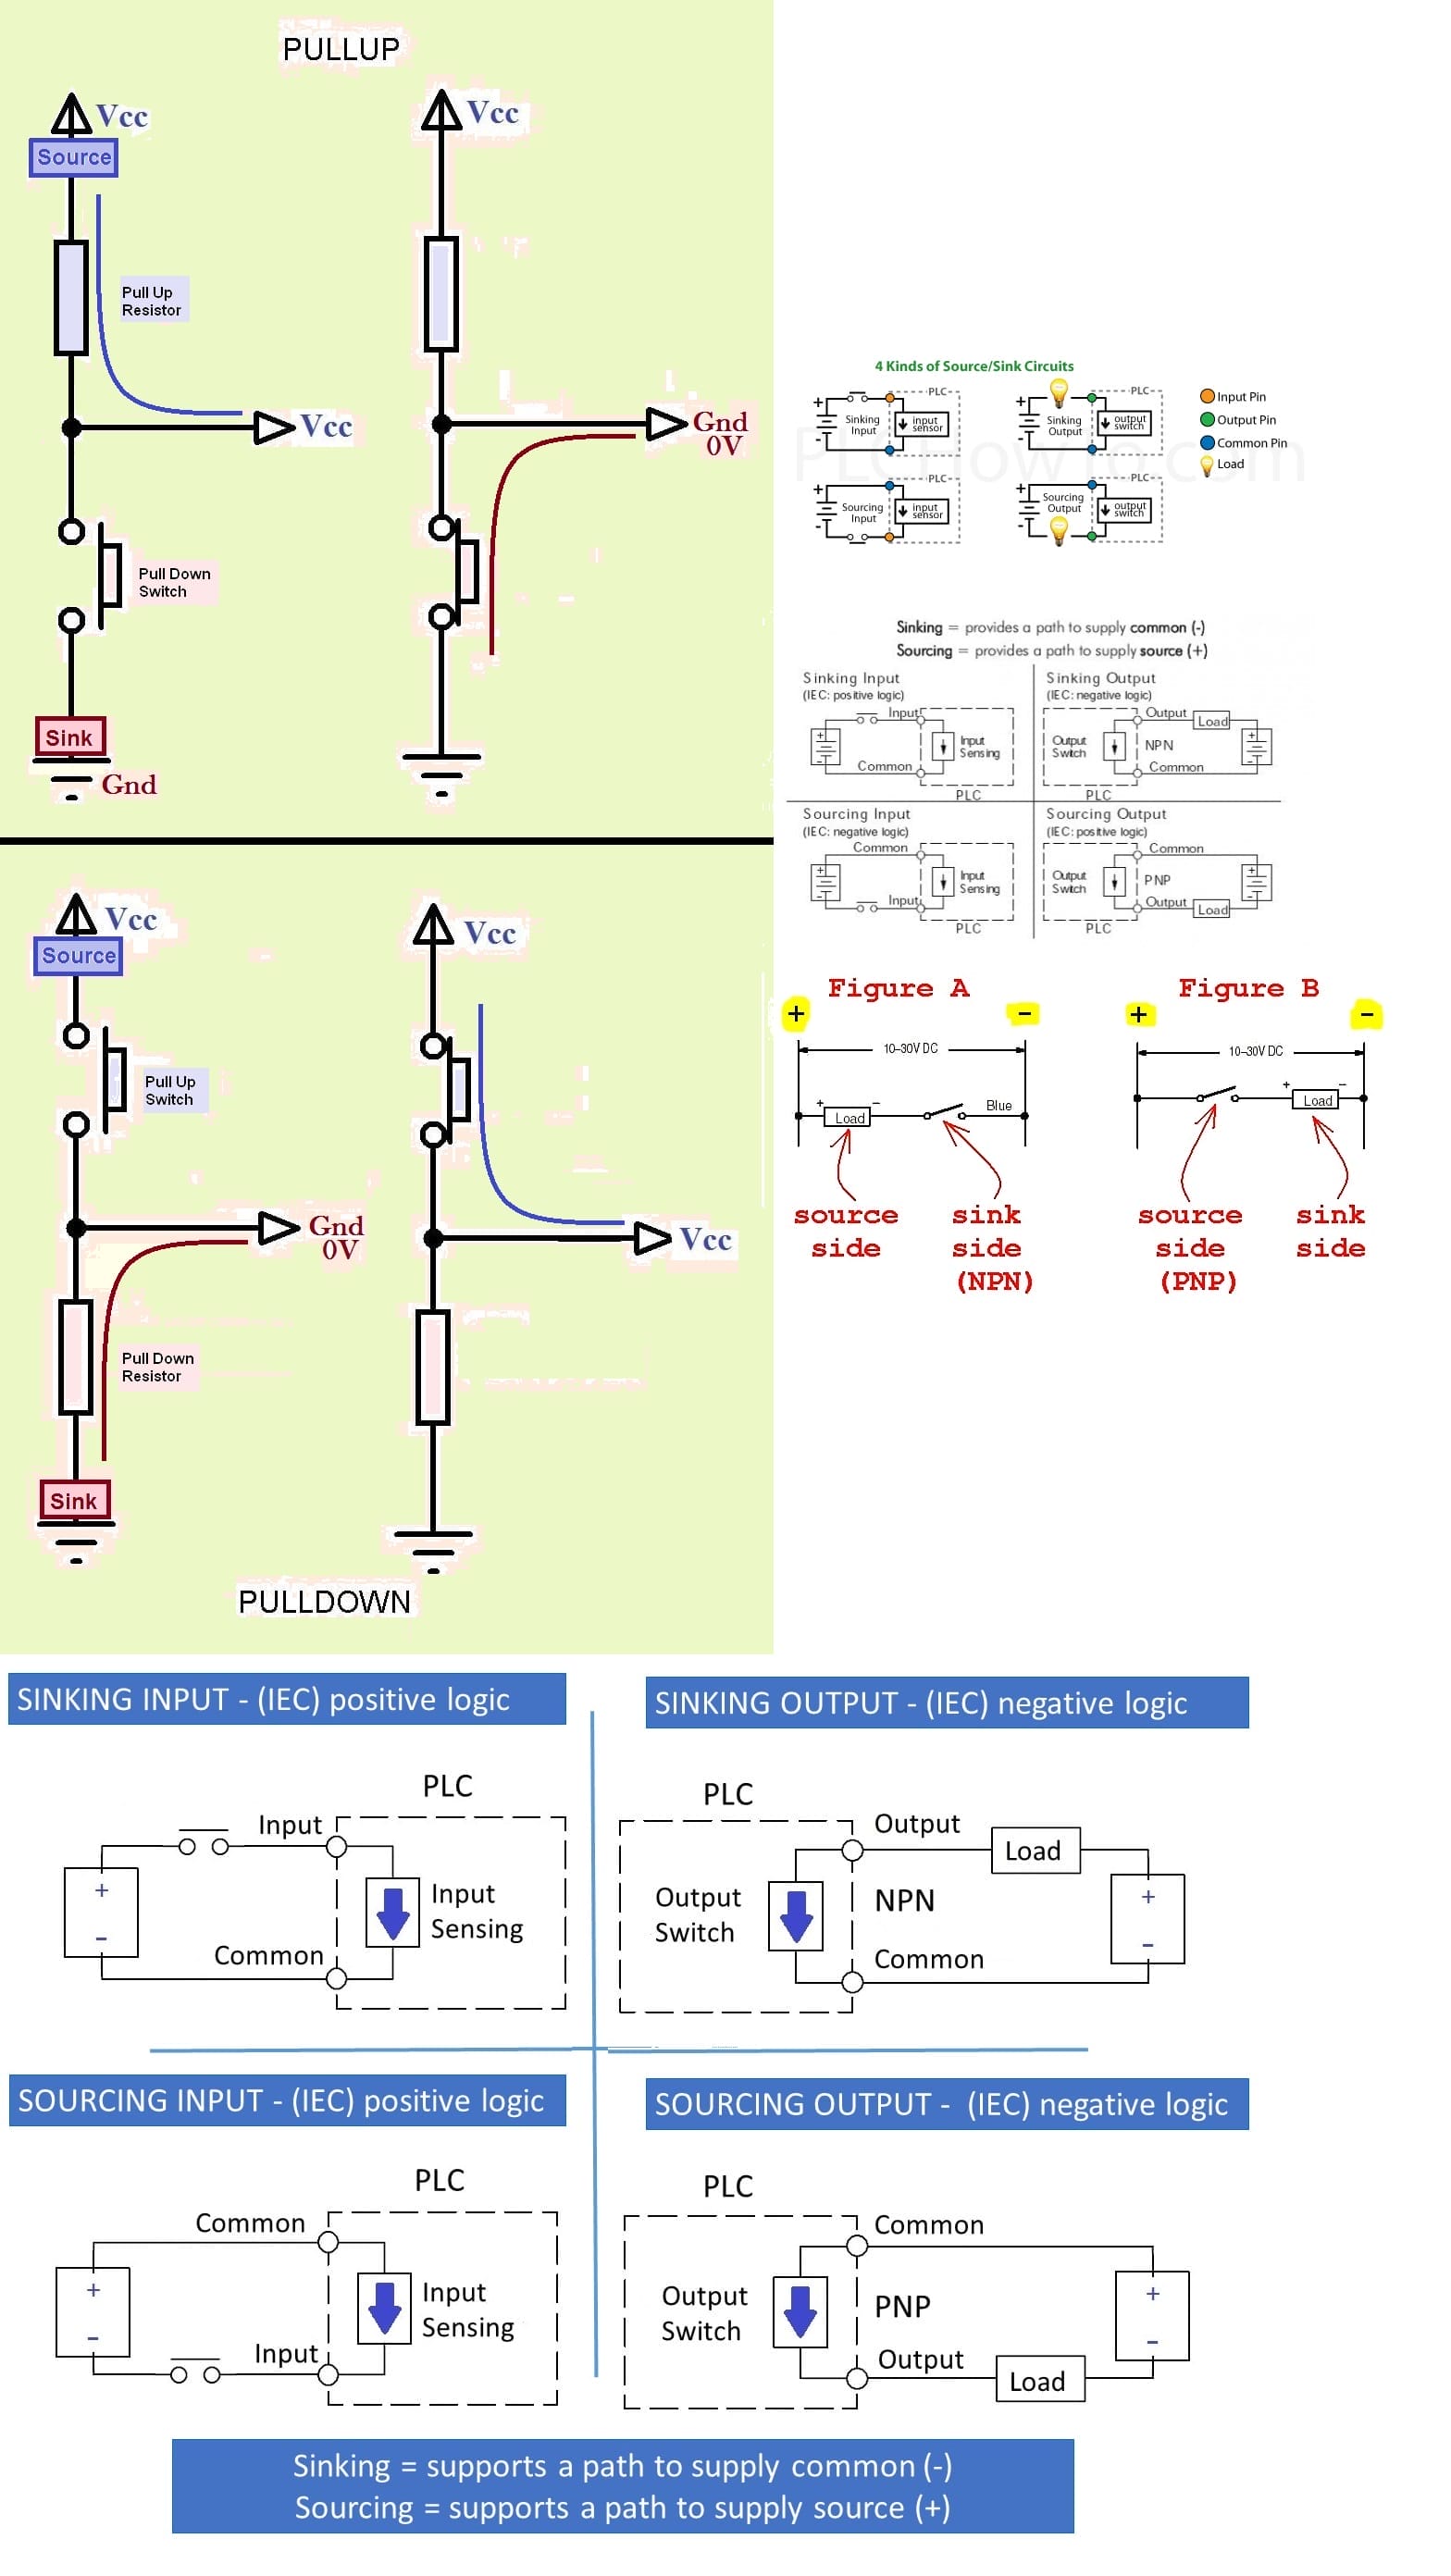 PULLUP
Vcc
Source
Pull Up
Resistor
Vcc
Pull Down
Switch
Sink
Gnd
Vcc
Gnd
0V
Vcc
Source
Pull Up
Switch
Gnd
0V
Pull Down
Resistor
Sink
Vcc
Vcc
PULLDOWN
4 Kinds of Source/Sink Circuits
PLCHowTo.com
+
-
Sinking
Input
PLC
input
sensor
+
-
Sinking
Output
PLC
output
switch
+
-
Sourcing
Input
PLC
input
sensor
+
-
Sourcing
Output
PLC
output
switch
Input Pin
Output Pin
Common Pin
Load
Sinking = provides a path to supply common (-)
Sourcing = provides a path to supply source (+)
Sinking Input
(IEC: positive logic)
Input
+
-
Input
Sensing
Common
PLC
Sinking Output
(IEC: negative logic)
Output
Load
Output
Switch
NPN
+
-
Common
PLC
Sourcing Input
(IEC: negative logic)
Common
+
-
Input
Sensing
Input
PLC
Sourcing Output
(IEC: positive logic)
Common
Output
Switch
PNP
+
-
Output
Load
PLC
Figure A
+ −
10–30V DC
+ −
Load
Blue
source
side
sink
side
(NPN)
Figure B
+ −
10–30V DC
+ −
Load
source
side
(PNP)
sink
side
SINKING INPUT - (IEC) positive logic
PLC
Input
+
-
Input
Sensing
Common
SINKING OUTPUT - (IEC) negative logic
PLC
Output
Load
Output
Switch
NPN
+
-
Common
SOURCING INPUT - (IEC) positive logic
PLC
Common
+
-
Input
Sensing
Input
SOURCING OUTPUT - (IEC) negative logic
PLC
Common
Output
Switch
PNP
+
-
Output
Load
Sinking = supports a path to supply common (-)
Sourcing = supports a path to supply source (+)